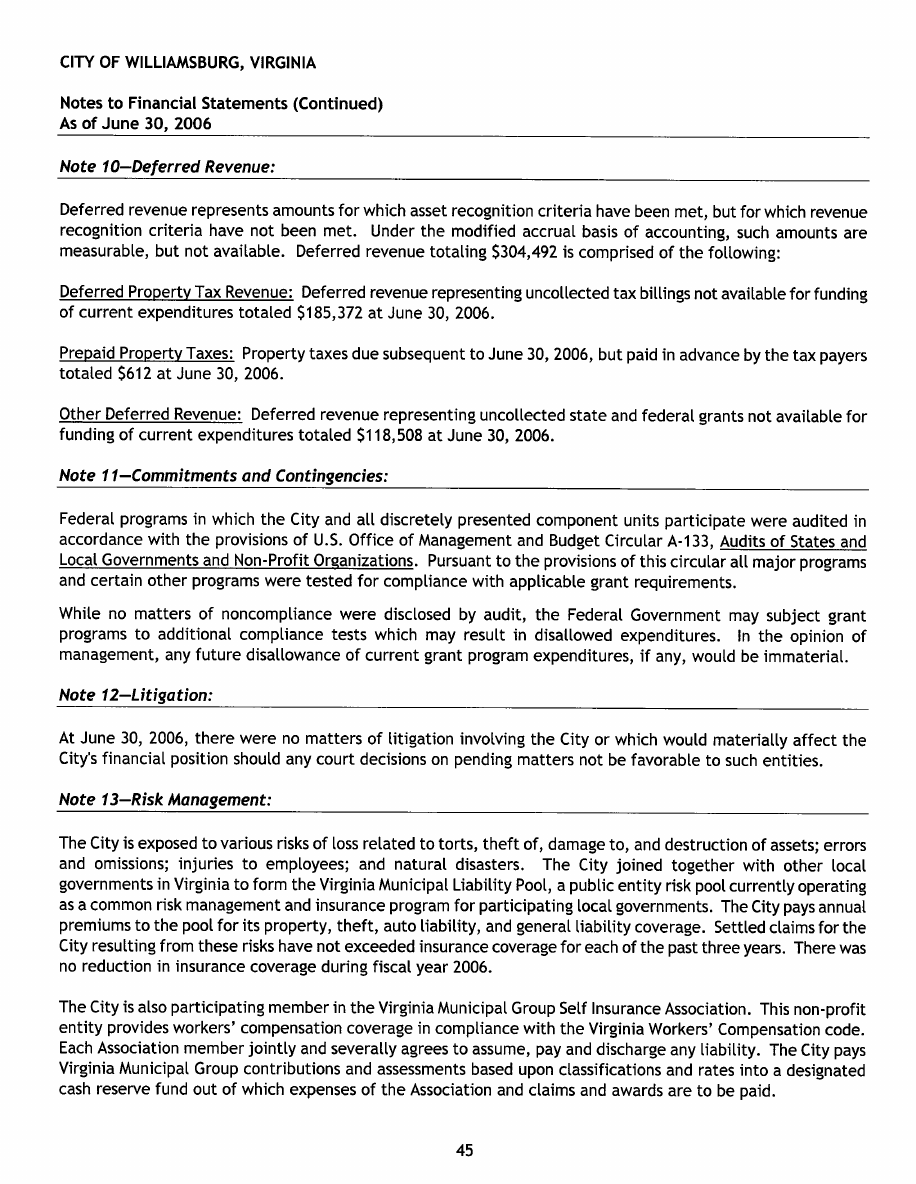 CITY OF WILLIAMSBURG, VIRGINIA
Notes to Financial Statements (Continued)
As of June 30, 2006
Note 10—Deferred Revenue:
Deferred revenue represents amounts for which asset recognition criteria have been met, but for which revenue
recognition criteria have not been met. Under the modified accrual basis of accounting, such amounts are
measurable, but not available. Deferred revenue totaling $304,492 is comprised of the following:
Deferred Property Tax Revenue: Deferred revenue representing uncollected tax billings not available for funding
of current expenditures totaled $185,372 at June 30, 2006.
Prepaid Property Taxes: Property taxes due subsequent to June 30, 2006, but paid in advance by the tax payers
totaled $612 at June 30, 2006.
Other Deferred Revenue: Deferred revenue representing uncollected state and federal grants not available for
funding of current expenditures totaled $118,508 at June 30, 2006.
Note 11—Commitments and Contingencies:
Federal programs in which the City and all discretely presented component units participate were audited in
accordance with the provisions of U.S. Office of Management and Budget Circular A-133, Audits of States and
Local Governments and Non-Profit Organizations. Pursuant to the provisions of this circular all major programs
and certain other programs were tested for compliance with applicable grant requirements.
While no matters of noncompliance were disclosed by audit, the Federal Government may subject grant
programs to additional compliance tests which may result in disallowed expenditures. In the opinion of
management, any future disallowance of current grant program expenditures, if any, would be immaterial.
Note 12—Litigation:
At June 30, 2006, there were no matters of litigation involving the City or which would materially affect the
City's financial position should any court decisions on pending matters not be favorable to such entities.
Note 13—Risk Management:
The City is exposed to various risks of loss related to torts, theft of, damage to, and destruction of assets; errors
and omissions; injuries to employees; and natural disasters. The City joined together with other local
governments in Virginia to form the Virginia Municipal Liability Pool, a public entity risk pool currently operating
as a common risk management and insurance program for participating local governments. The City pays annual
premiums to the pool for its property, theft, auto liability, and general liability coverage. Settled claims for the
City resulting from these risks have not exceeded insurance coverage for each of the past three years. There was
no reduction in insurance coverage during fiscal year 2006.
The City is also participating member in the Virginia Municipal Group Self Insurance Association. This non-profit
entity provides workers' compensation coverage in compliance with the Virginia Workers' Compensation code.
Each Association member jointly and severally agrees to assume, pay and discharge any liability. The City pays
Virginia Municipal Group contributions and assessments based upon classifications and rates into a designated
cash reserve fund out of which expenses of the Association and claims and awards are to be paid.
45